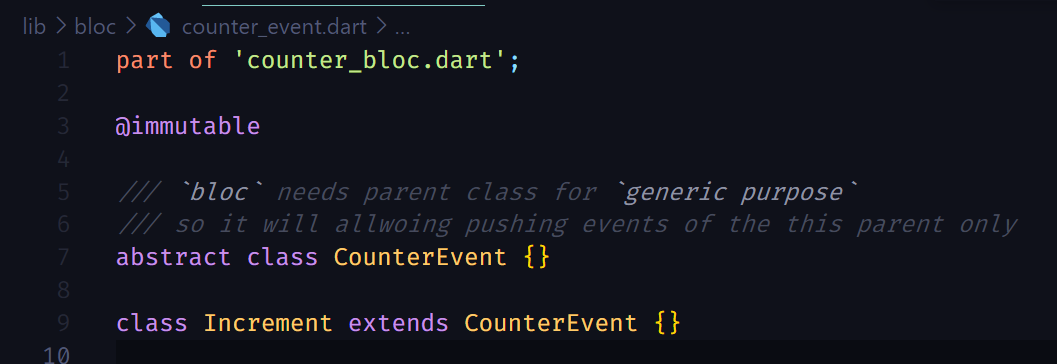 lib > bloc > counter_event.dart > ...
1 part of 'counter_bloc.dart';
2
3 @immutable
4
5 /// `bloc` needs parent class for `generic purpose`
6 /// so it will allwoing pushing events of the this parent only
7 abstract class CounterEvent {}
8
9 class Increment extends CounterEvent {}
10